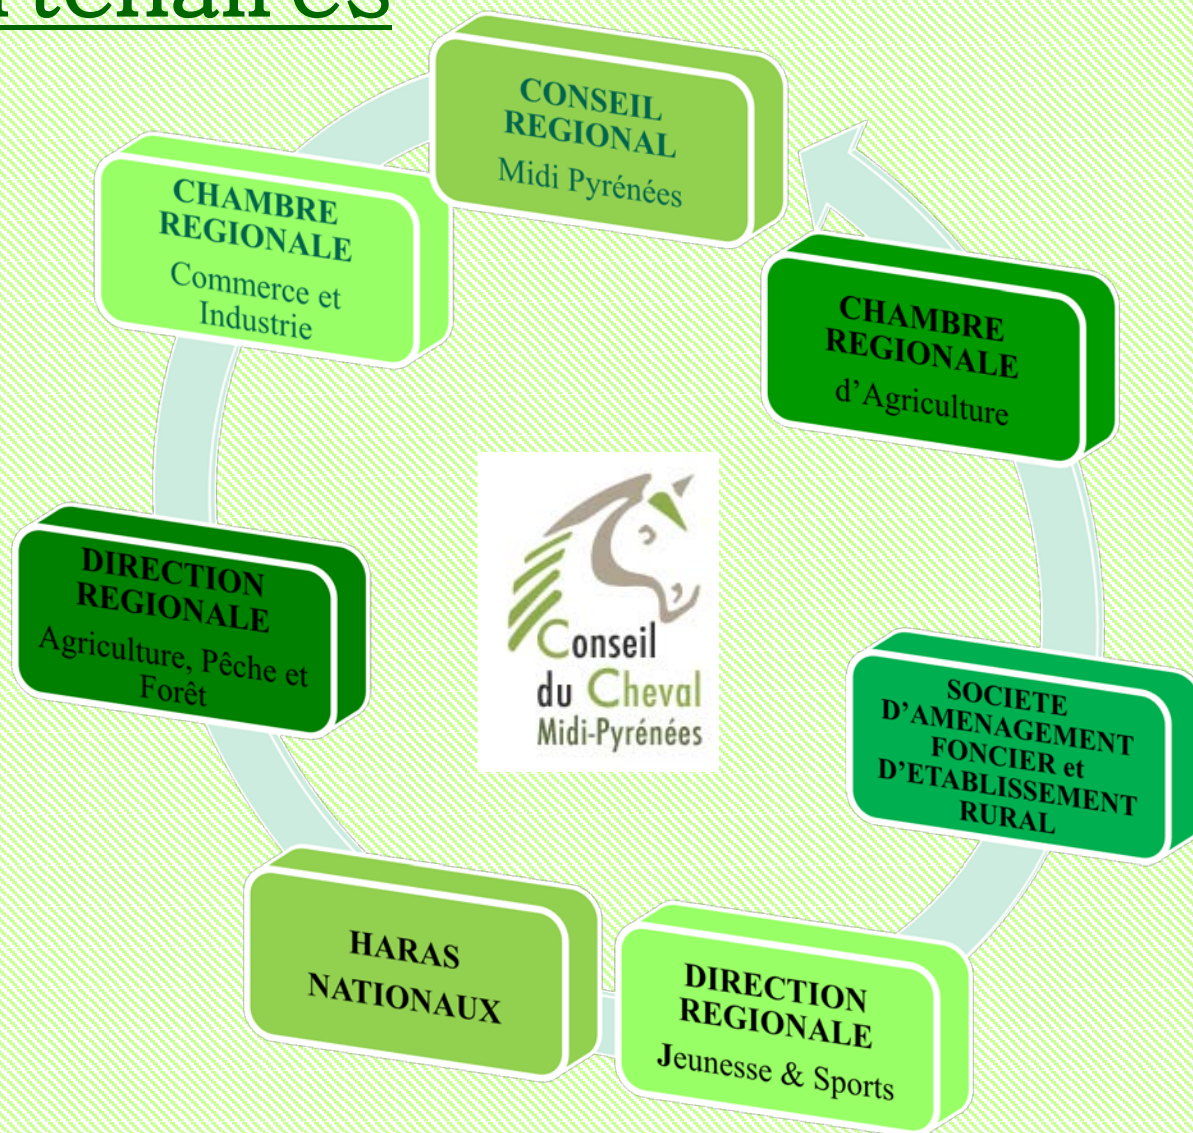 rtenaires
CONSEIL
REGIONAL
Midi Pyrénées
CHAMBRE
REGIONALE
Commerce et
Industrie
CHAMBRE
REGIONALE
d’Agriculture
DIRECTION
REGIONALE
Agriculture, Pêche et
Forêt
Conseil
du Cheval
Midi-Pyrénées
SOCIETE
D’AMENAGEMENT
FONCIER et
D’ETABLISSEMENT
RURAL
HARAS
NATIONAUX
DIRECTION
REGIONALE
Jeunesse & Sports